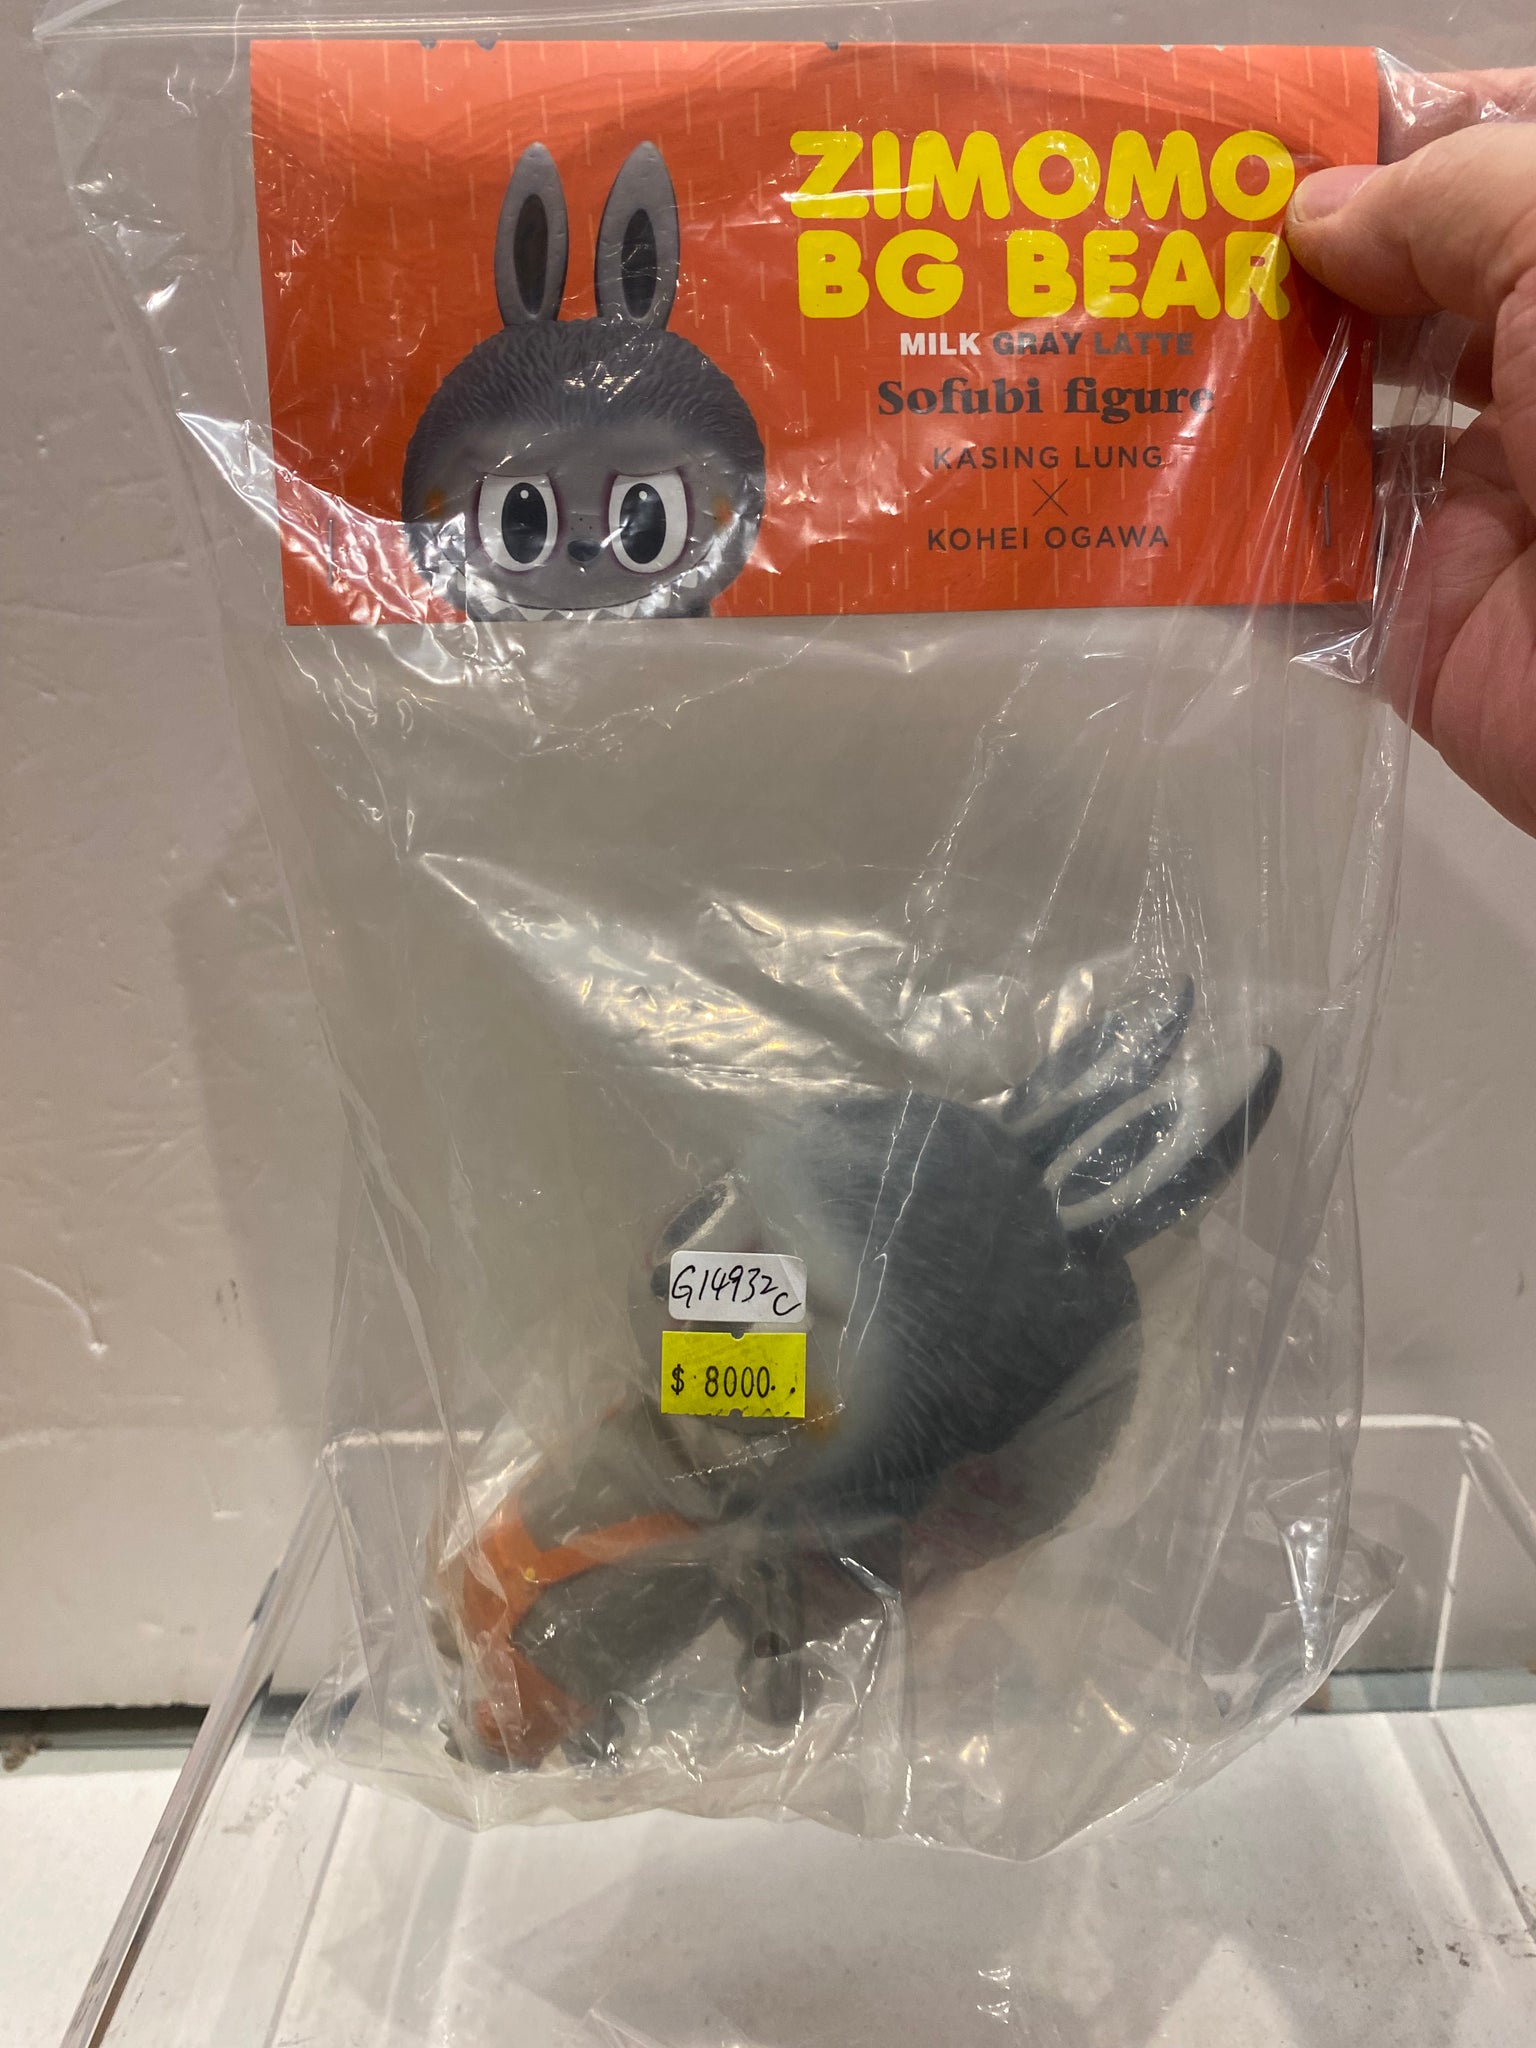 ZIMOMO
BG BEAR
MILK GRAY LATTE
Sofubi figure
KASING LUNG
X
KOHEI OGAWA
G14932C
$ 8000